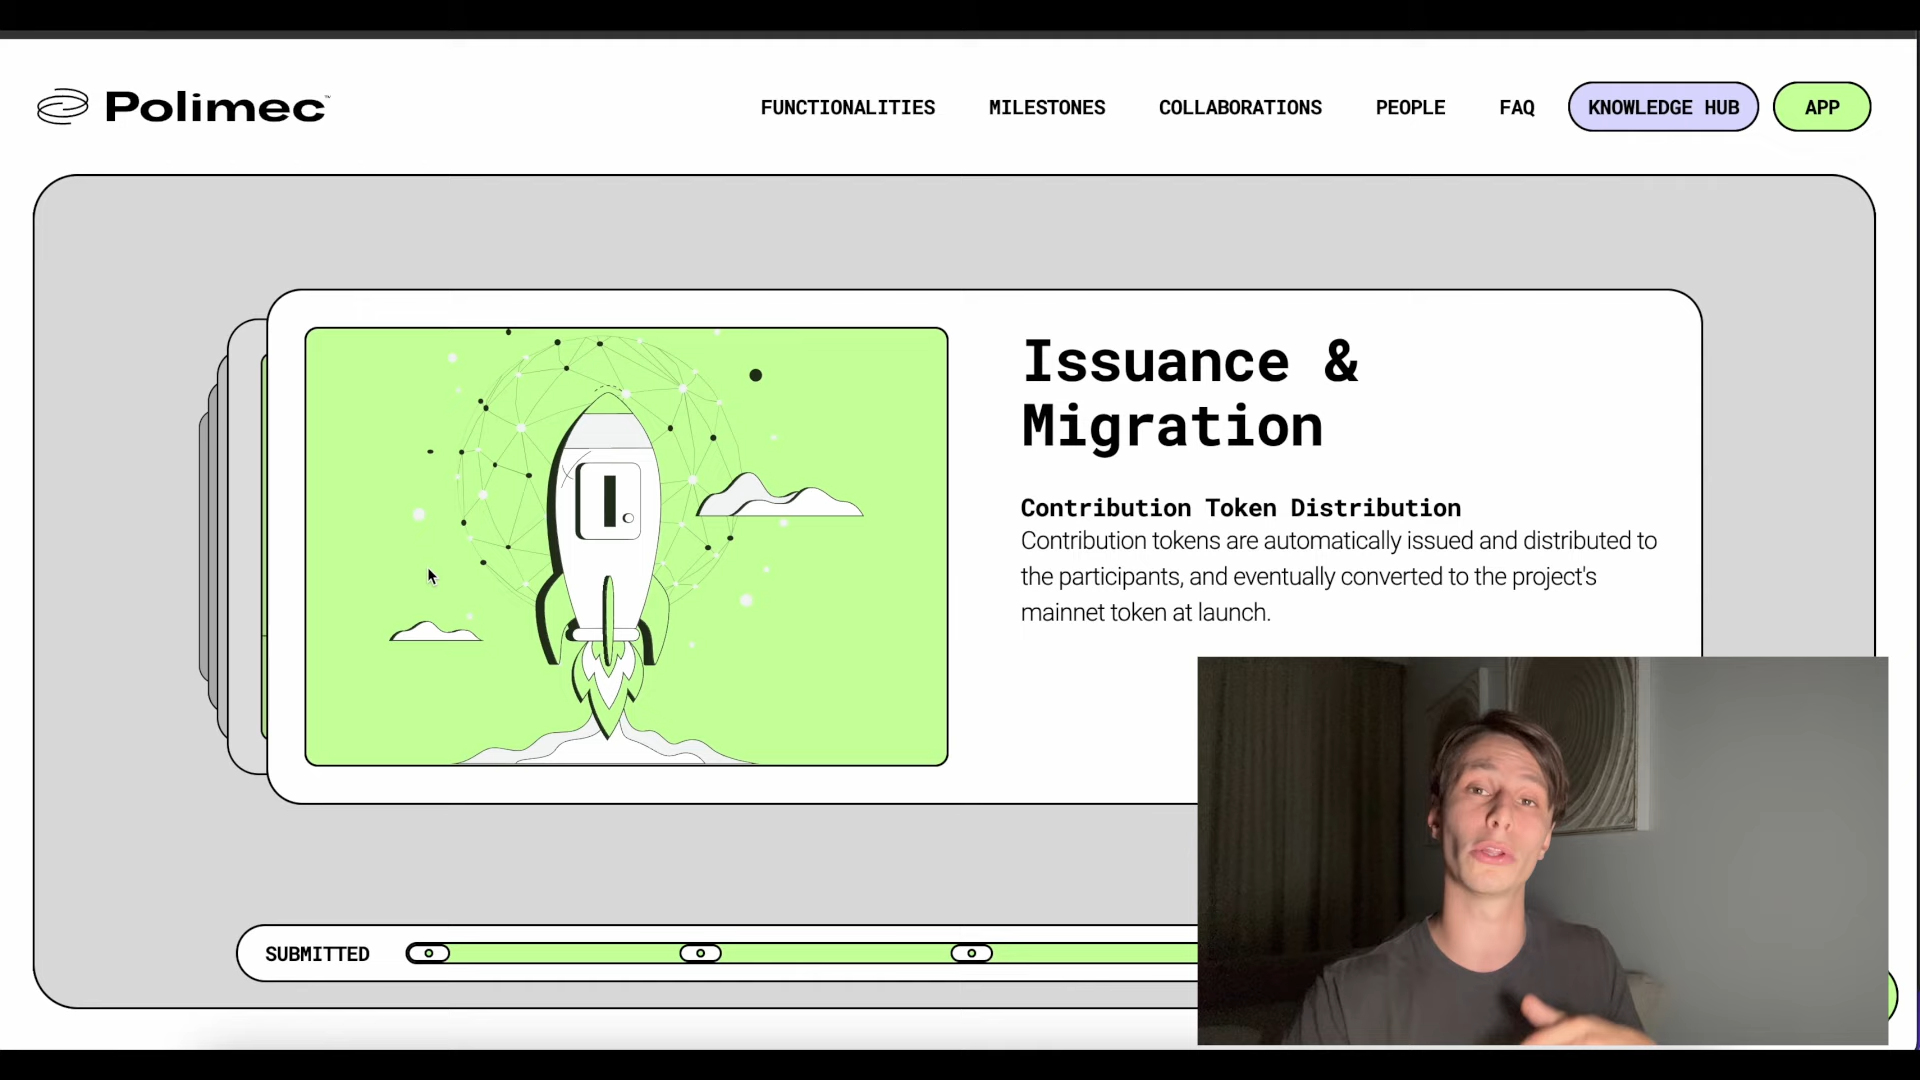 Polimec™
FUNCTIONALITIES
MILESTONES
COLLABORATIONS
PEOPLE
FAQ
KNOWLEDGE HUB
APP
Issuance &
Migration
Contribution Token Distribution
Contribution tokens are automatically issued and distributed to
the participants, and eventually converted to the project's
mainnet token at launch.
SUBMITTED